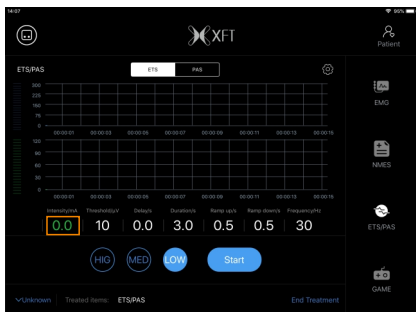 14:07
95%
XFT
Patient
ETS/PAS
ETS PAS
300
225
150
75
0
00:00:01 00:00:03 00:00:05 00:00:07 00:00:09 00:00:11 00:00:13 00:00:15
120
90
60
30
0
00:00:01 00:00:03 00:00:05 00:00:07 00:00:09 00:00:11 00:00:13 00:00:15
Intensity/mA Threshold/μV Delay/s Duration/s Ramp up/s Ramp down/s Frequency/Hz
0.0 10 0.0 3.0 0.5 0.5 30
HIG MED LOW Start
Unknown Treated items: ETS/PAS End Treatment
EMG
NMES
ETS/PAS
GAME